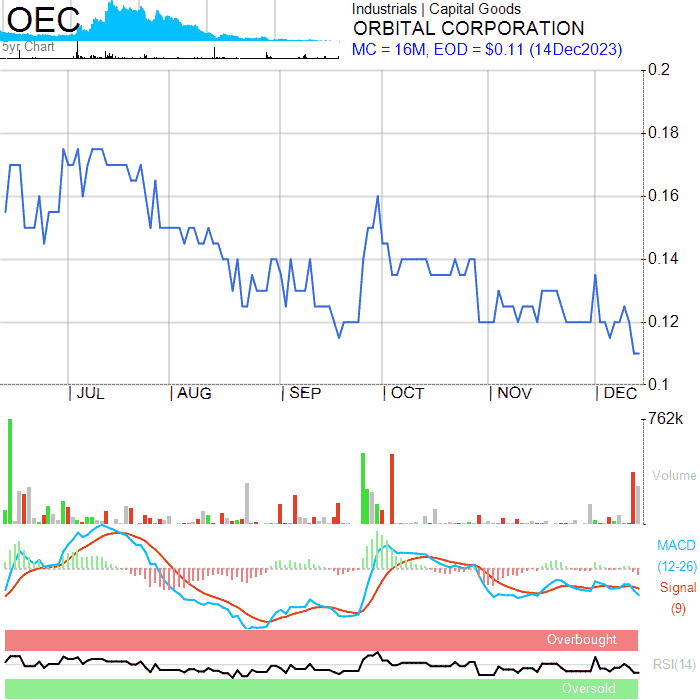 OEC
5yr Chart
Industrials | Capital Goods
ORBITAL CORPORATION
MC = 16M, EOD = $0.11 (14Dec2023)
0.2
0.18
0.16
0.14
0.12
0.1
| JUL | AUG | SEP | OCT | NOV | DEC
762k
Volume
MACD
(12-26)
Signal
(9)
Overbought
RSI(14)
Oversold